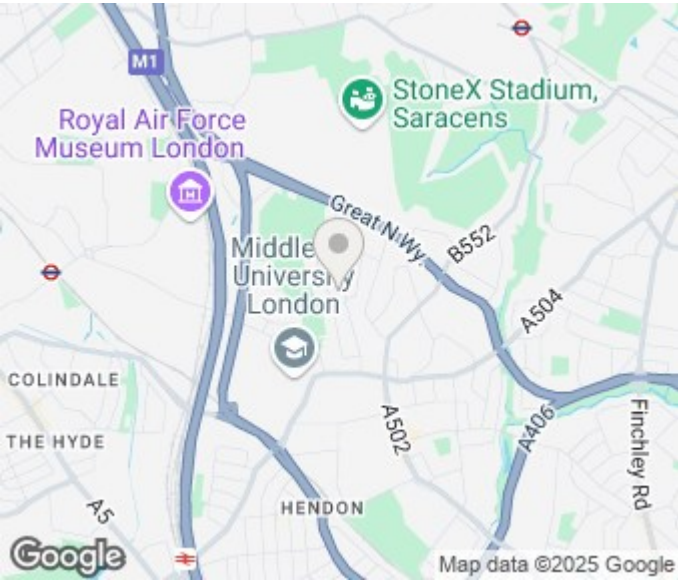 M1
StoneX Stadium,
Saracens
Royal Air Force
Museum London
Great N Wy.
Middle
University
London
B552
A504
COLINDALE
THE HYDE
A502
A406
Finchley Rd
A5
HENDON
Google
Map data ©2025 Google